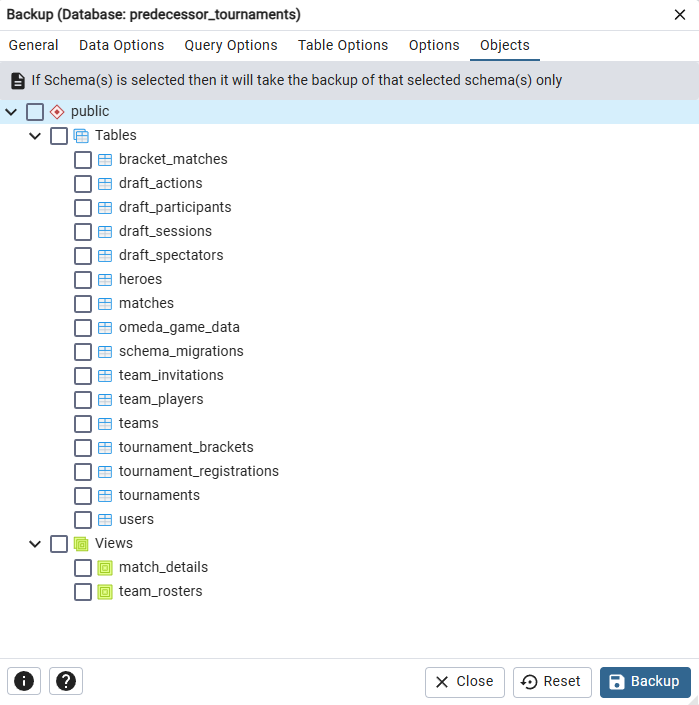 Backup (Database: predecessor_tournaments)
General Data Options Query Options Table Options Options Objects
If Schema(s) is selected then it will take the backup of that selected schema(s) only
public
Tables
bracket_matches
draft_actions
draft_participants
draft_sessions
draft_spectators
heroes
matches
omeda_game_data
schema_migrations
team_invitations
team_players
teams
tournament_brackets
tournament_registrations
tournaments
users
Views
match_details
team_rosters
Close Reset Backup